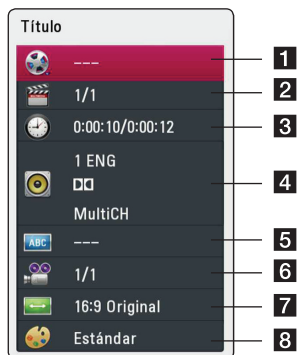 Título
--- 1
1/1 2
0:00:10/0:00:12 3
1 ENG
DD
MultiCH 4
ABC --- 5
1/1 6
16:9 Original 7
Estándar 8